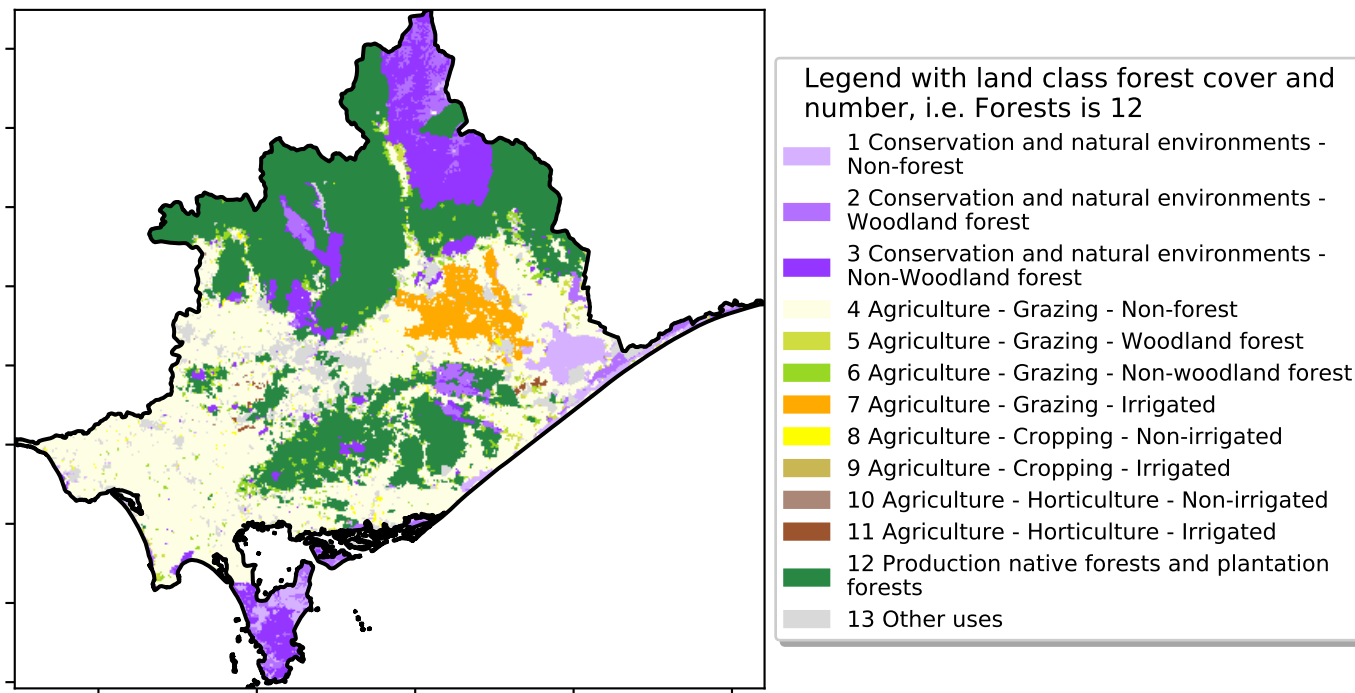 Legend with land class forest cover and
number, i.e. Forests is 12
1 Conservation and natural environments -
Non-forest
2 Conservation and natural environments -
Woodland forest
3 Conservation and natural environments -
Non-Woodland forest
4 Agriculture - Grazing - Non-forest
5 Agriculture - Grazing - Woodland forest
6 Agriculture - Grazing - Non-woodland forest
7 Agriculture - Grazing - Irrigated
8 Agriculture - Cropping - Non-irrigated
9 Agriculture - Cropping - Irrigated
10 Agriculture - Horticulture - Non-irrigated
11 Agriculture - Horticulture - Irrigated
12 Production native forests and plantation
forests
13 Other uses